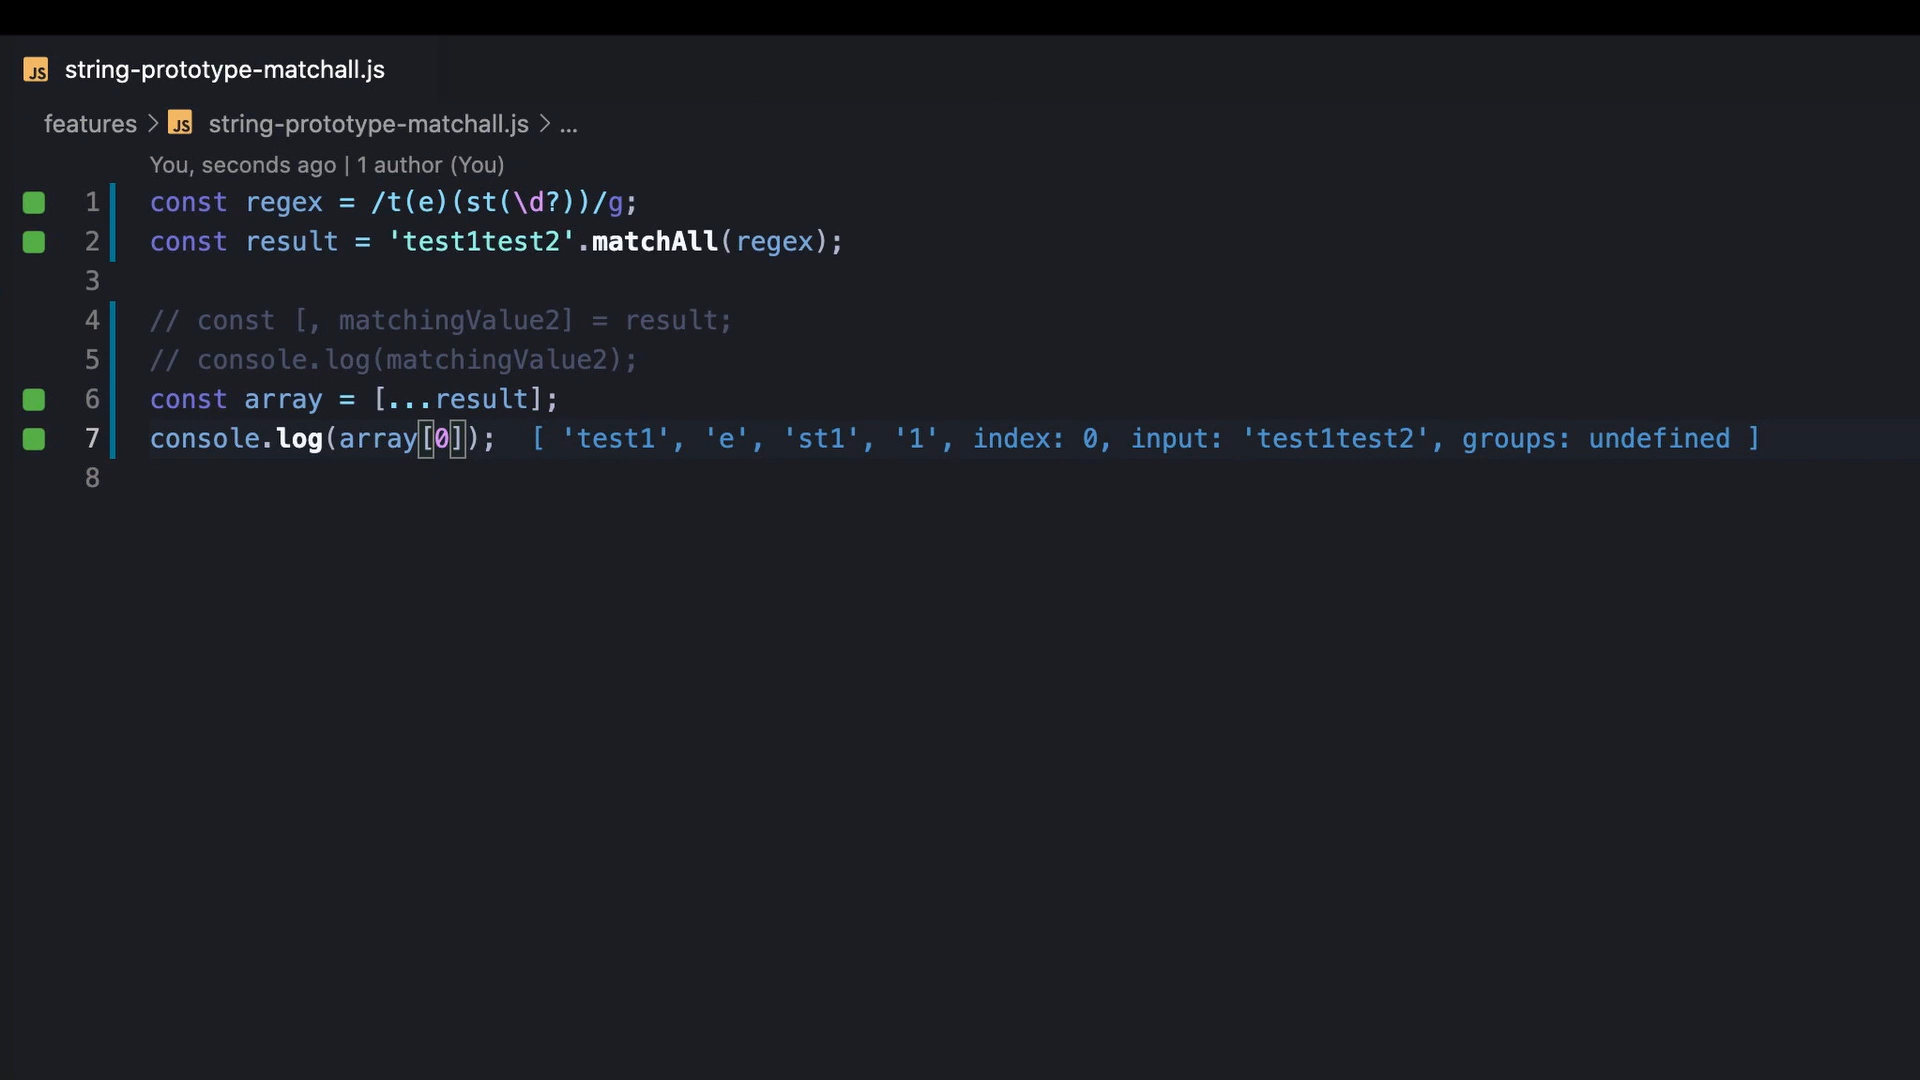 JS string-prototype-matchall.js
features > JS string-prototype-matchall.js > ...
You, seconds ago | 1 author (You)
1 const regex = /t(e)(st(\d?))/g;
2 const result = 'test1test2'.matchAll(regex);
3
4 // const [, matchingValue2] = result;
5 // console.log(matchingValue2);
6 const array = [...result];
7 console.log(array[0]); [ 'test1', 'e', 'st1', '1', index: 0, input: 'test1test2', groups: undefined ]
8